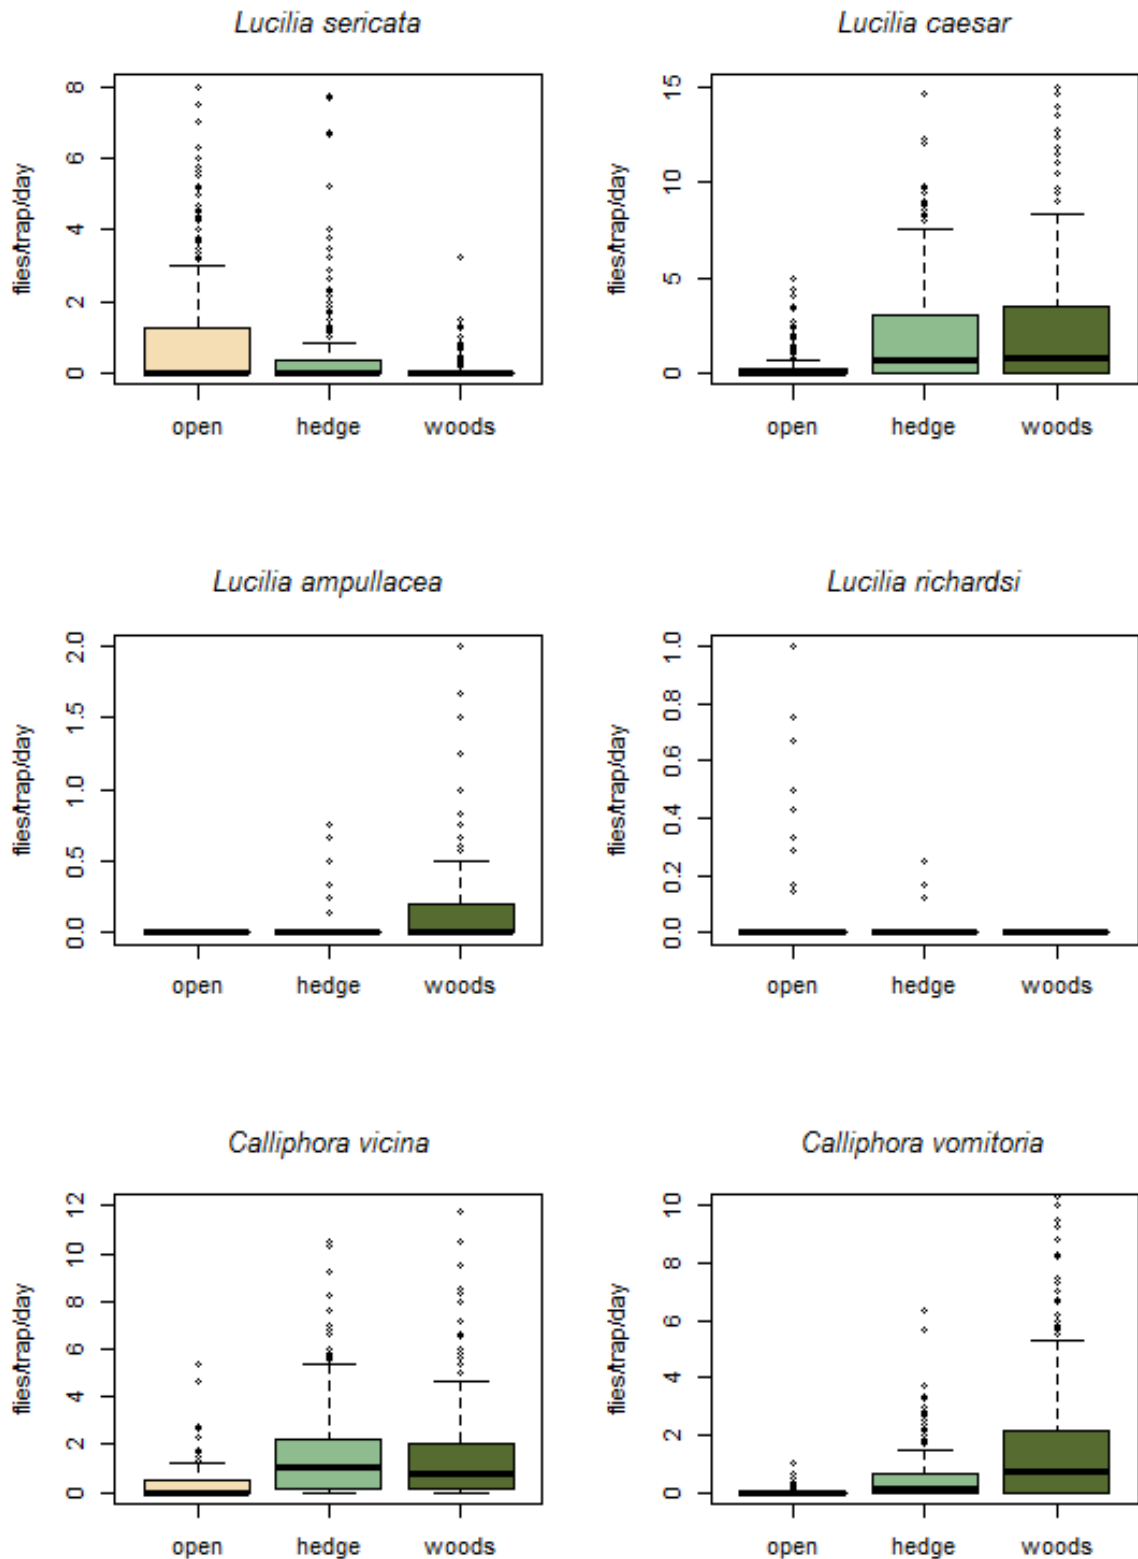 Lucilia sericata
flies/trap/day
8
6
4
2
0
open hedge woods
Lucilia caesar
flies/trap/day
15
10
5
0
open hedge woods
Lucilia ampullacea
flies/trap/day
2.0
1.5
1.0
0.5
0.0
open hedge woods
Lucilia richardsi
flies/trap/day
1.0
0.8
0.6
0.4
0.2
0.0
open hedge woods
Calliphora vicina
flies/trap/day
12
10
8
6
4
2
0
open hedge woods
Calliphora vomitoria
flies/trap/day
10
8
6
4
2
0
open hedge woods